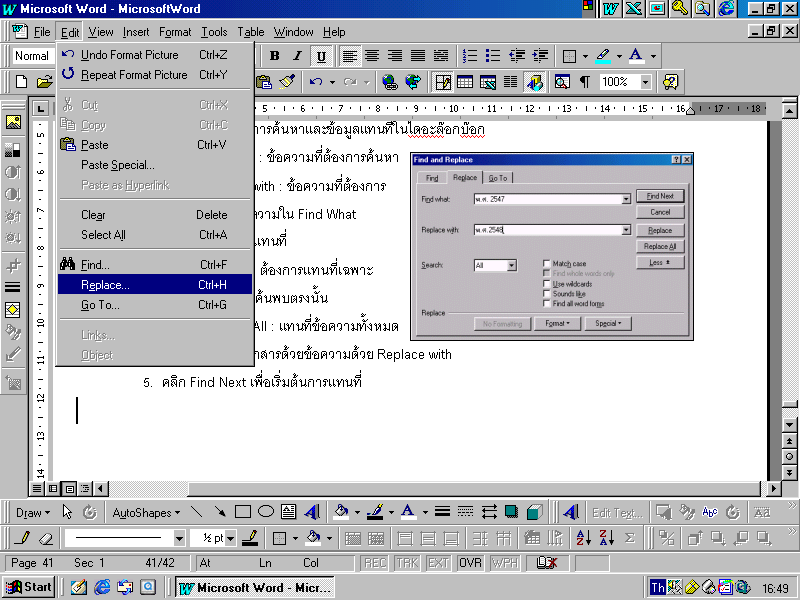 Microsoft Word - MicrosoftWord
File Edit View Insert Format Tools Table Window Help
Normal B I U
100%
Undo Format Picture Ctrl+Z
Repeat Format Picture Ctrl+Y
Cut Ctrl+X
Copy Ctrl+C
Paste Ctrl+V
Paste Special...
Paste as Hyperlink
Clear Delete
Select All Ctrl+A
Find... Ctrl+F
Replace... Ctrl+H
Go To... Ctrl+G
Links...
Object
การค้นหาและข้อมูลแทนที่ในไดอะล๊อกบ๊อก
: ข้อความที่ต้องการค้นหา
with : ข้อความที่ต้องการ
ความใน Find What
แทนที่
ต้องการแทนที่เฉพาะ
ค้นพบตรงนั้น
All : แทนที่ข้อความทั้งหมด
กสารด้วยข้อความด้วย Replace with
5. คลิก Find Next เพื่อเริ่มต้นการแทนที่
Find and Replace
Find Replace Go To
Find what: พ.ศ. 2547 Find Next
Cancel
Replace with: พ.ศ.2548 Replace
Replace All
Search: All Less
Match case
Find whole words only
Use wildcards
Sounds like
Find all word forms
Replace
No Formatting Format Special
Draw AutoShapes Edit Text...
½ pt
Page 41 Sec 1 41/42 At Ln Col REC TRK EXT OVR WPH
Start Microsoft Word - Micr... Th 16:49